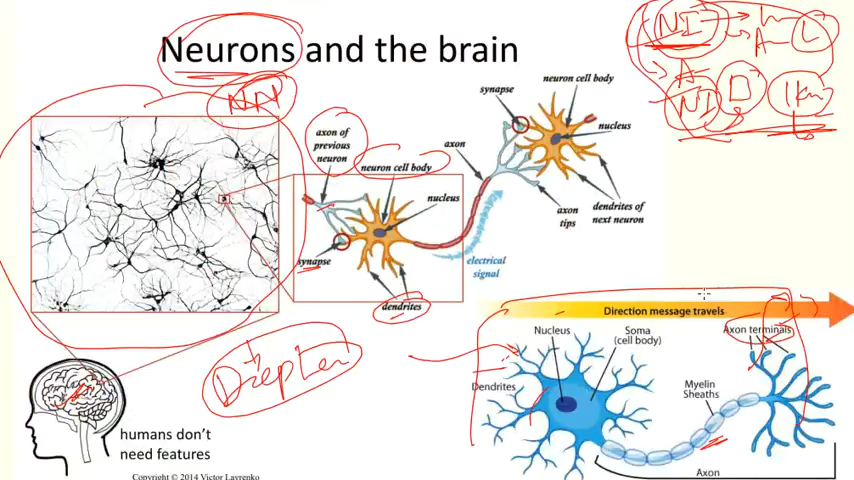 Neurons and the brain
NN
NI
L
NI
D
axon of
previous
neuron
neuron cell body
nucleus
axon
synapse
neuron cell body
nucleus
dendrites of
next neuron
axon
tips
electrical
signal
synapse
dendrites
Direction message travels
Nucleus
Soma
(cell body)
Axon terminals
Dendrites
Myelin
Sheaths
Axon
humans don't
need features
Copyright © 2014 Victor Lavrenko